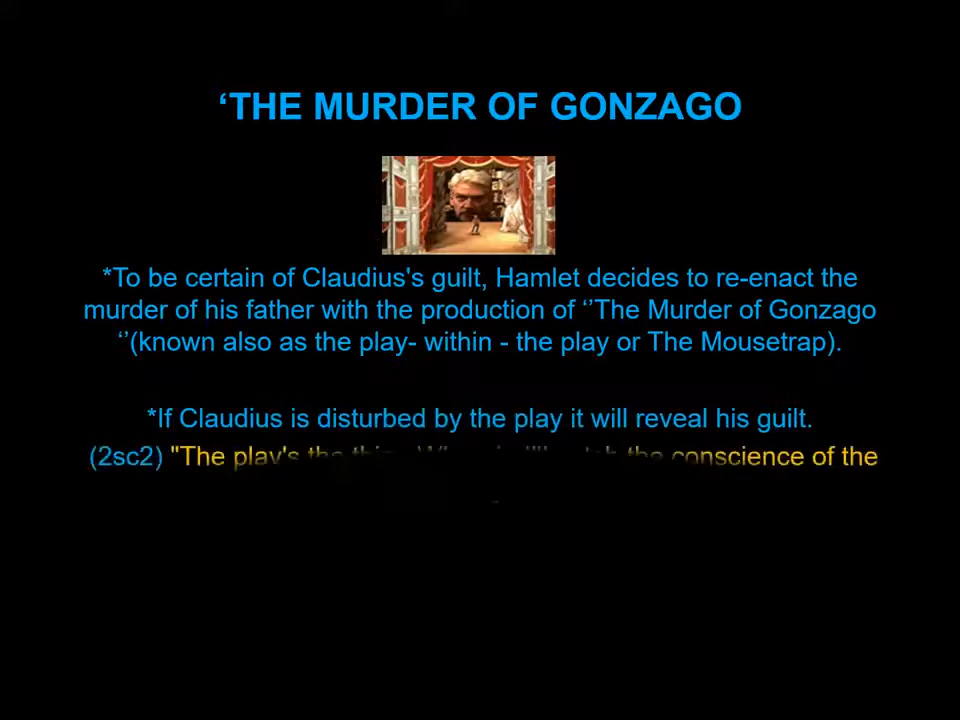 ‘THE MURDER OF GONZAGO
*To be certain of Claudius's guilt, Hamlet decides to re-enact the
murder of his father with the production of ‘’The Murder of Gonzago
‘’(known also as the play- within - the play or The Mousetrap).
*If Claudius is disturbed by the play it will reveal his guilt.
(2sc2) "The play's the conscience of the